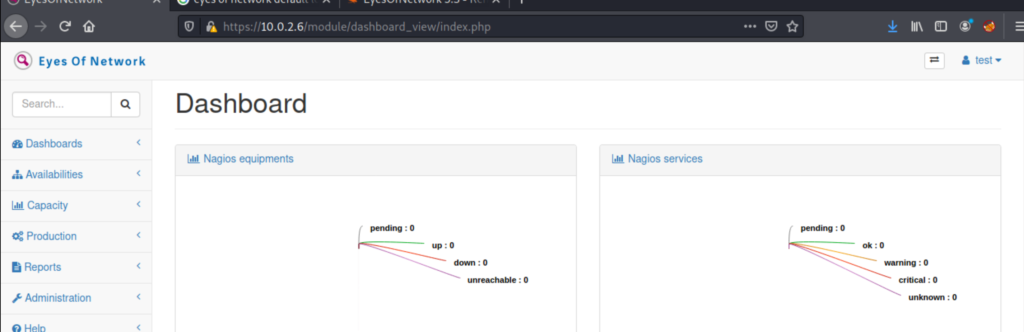 EyesOfNetwork
eyes of network default
EyesOfNetwork 5.3 - Re
https://10.0.2.6/module/dashboard_view/index.php
Eyes Of Network
test
Search...
Dashboard
Dashboards
Nagios equipments
Nagios services
Availabilities
Capacity
Production
Reports
Administration
Help
pending : 0
up : 0
down : 0
unreachable : 0
pending : 0
ok : 0
warning : 0
critical : 0
unknown : 0